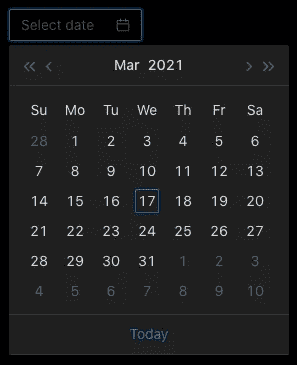 Select date
Mar 2021
Su Mo Tu We Th Fr Sa
28 1 2 3 4 5 6
7 8 9 10 11 12 13
14 15 16 17 18 19 20
21 22 23 24 25 26 27
28 29 30 31 1 2 3
4 5 6 7 8 9 10
Today